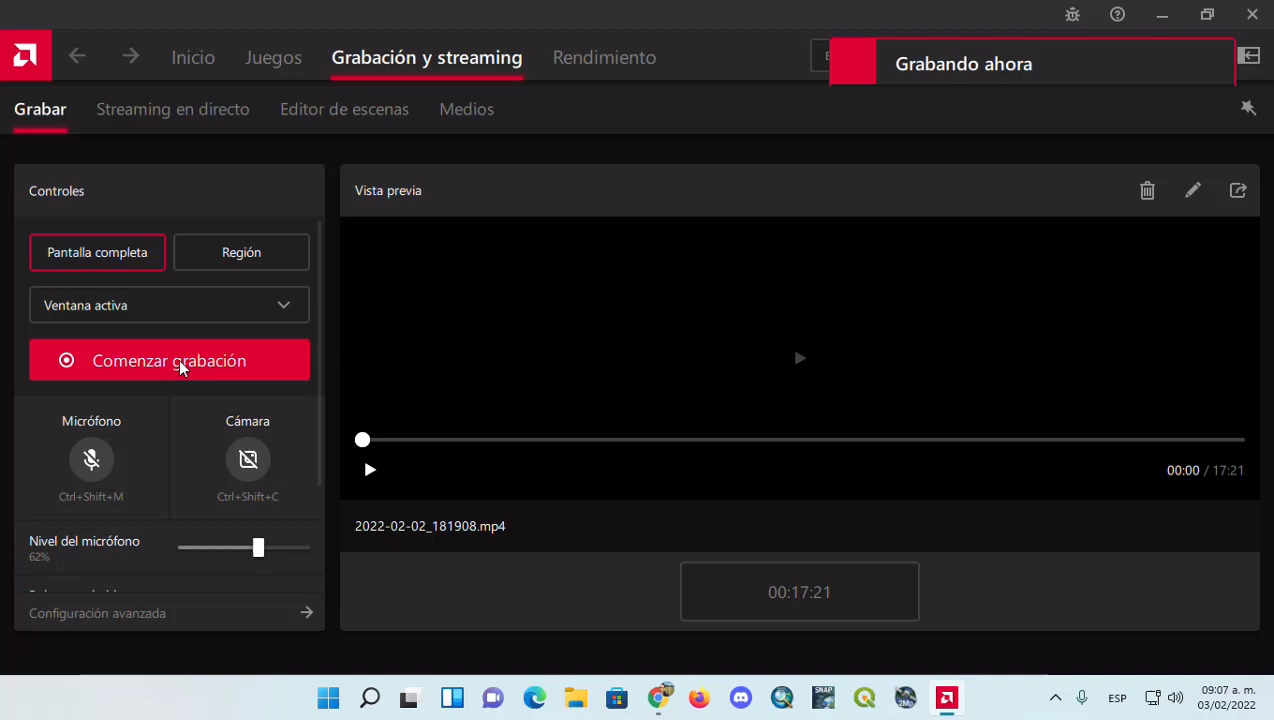 Inicio
Juegos
Grabación y streaming
Rendimiento
Grabando ahora
Grabar
Streaming en directo
Editor de escenas
Medios
Controles
Vista previa
Pantalla completa
Región
Ventana activa
Comenzar grabación
Micrófono
Cámara
Ctrl+Shift+M
Ctrl+Shift+C
00:00 / 17:21
2022-02-02_181908.mp4
Nivel del micrófono
62%
Configuración avanzada
00:17:21
SNAP
ESP
09:07 a. m.
03/02/2022